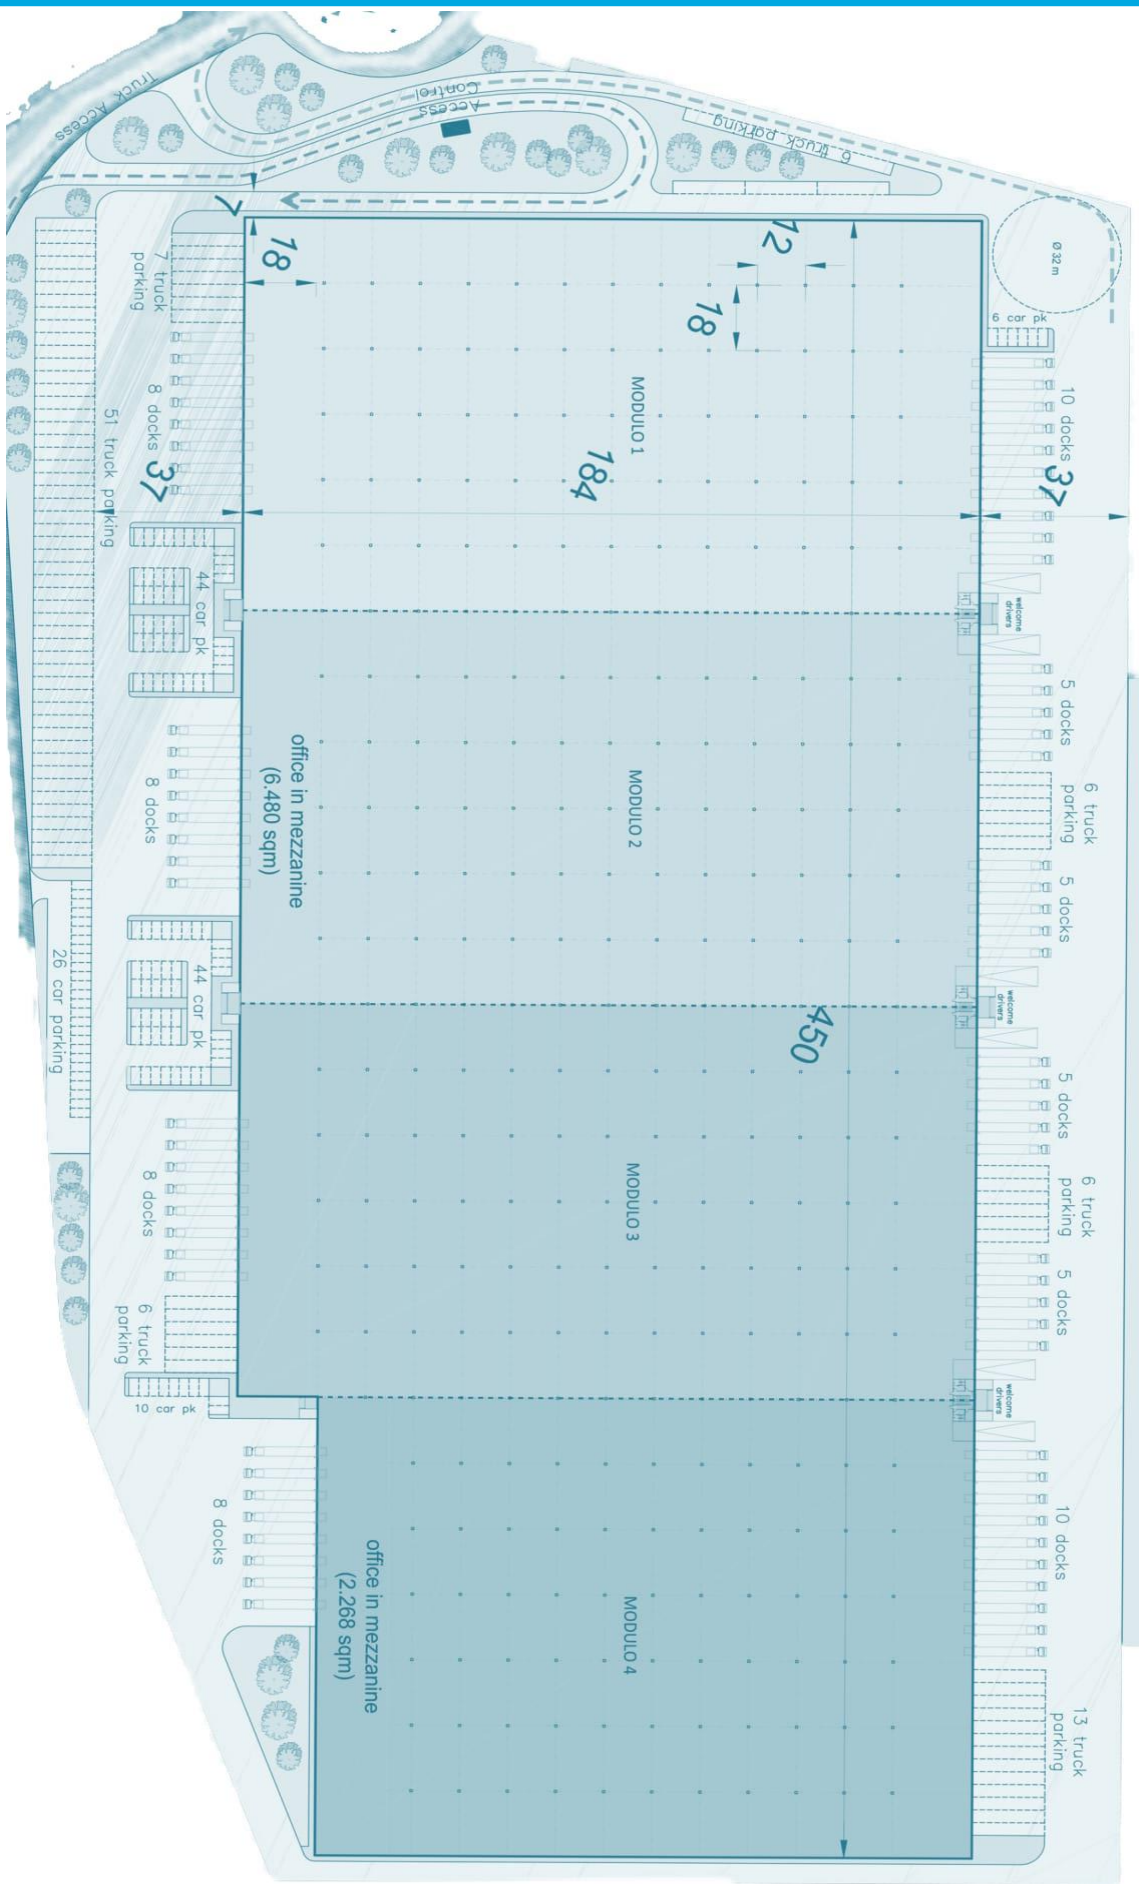 Truck Access
Access
Control
6 truck parking
7
18
12
18
Ø 32 m
7 truck
parking
6 car pk
8 docks
37
51 truck parking
MODULO 1
184
10 docks
37
44 car pk
welcome
drivers
5 docks
office in mezzanine
(6.480 sqm)
MODULO 2
6 truck
parking
8 docks
5 docks
26 car parking
44 car pk
450
welcome
drivers
5 docks
8 docks
MODULO 3
6 truck
parking
5 docks
6 truck
parking
10 car pk
welcome
drivers
8 docks
10 docks
office in mezzanine
(2.268 sqm)
MODULO 4
13 truck
parking